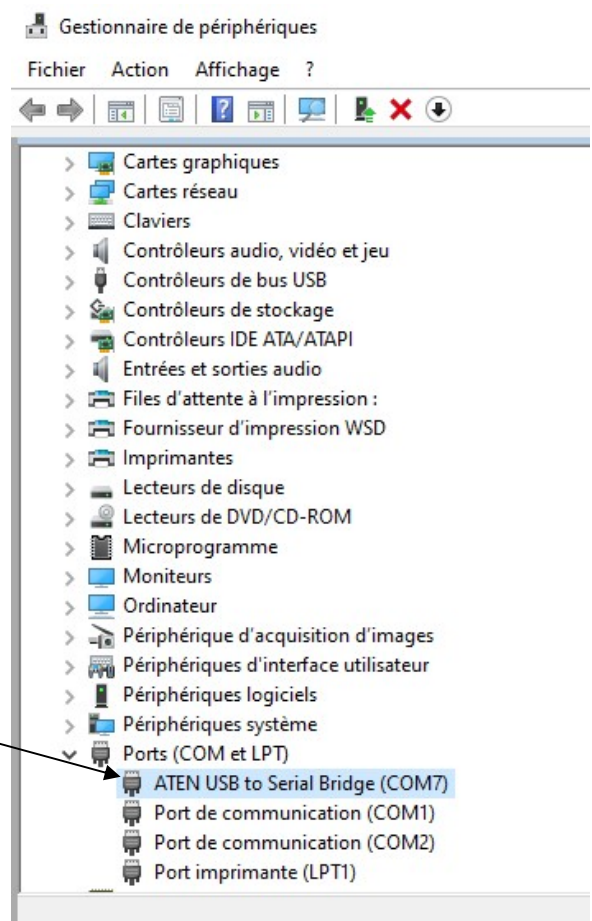 Gestionnaire de périphériques
Fichier Action Affichage ?
Cartes graphiques
Cartes réseau
Claviers
Contrôleurs audio, vidéo et jeu
Contrôleurs de bus USB
Contrôleurs de stockage
Contrôleurs IDE ATA/ATAPI
Entrées et sorties audio
Files d'attente à l'impression :
Fournisseur d'impression WSD
Imprimantes
Lecteurs de disque
Lecteurs de DVD/CD-ROM
Microprogramme
Moniteurs
Ordinateur
Périphérique d'acquisition d'images
Périphériques d'interface utilisateur
Périphériques logiciels
Périphériques système
Ports (COM et LPT)
ATEN USB to Serial Bridge (COM7)
Port de communication (COM1)
Port de communication (COM2)
Port imprimante (LPT1)